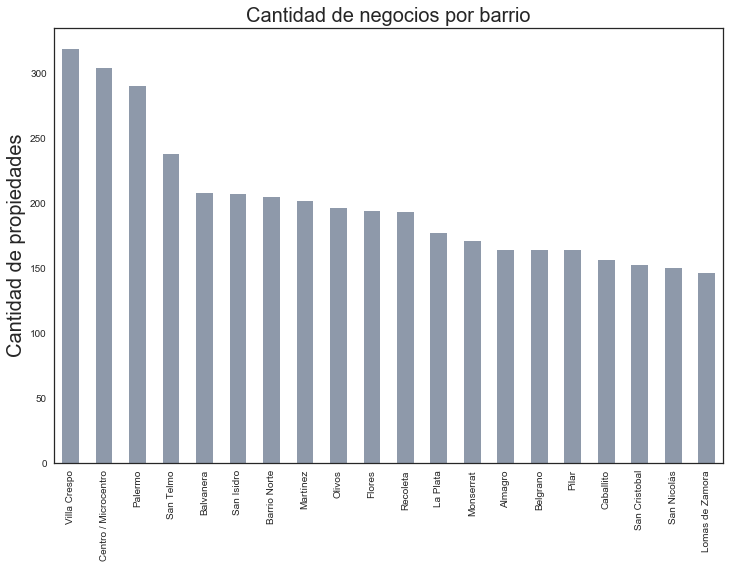 Cantidad de negocios por barrio
Cantidad de propiedades
300
250
200
150
100
50
0
Villa Crespo
Centro / Microcentro
Palermo
San Telmo
Balvanera
San Isidro
Barrio Norte
Martínez
Olivos
Flores
Recoleta
La Plata
Monserrat
Almagro
Belgrano
Pilar
Caballito
San Cristobal
San Nicolás
Lomas de Zamora